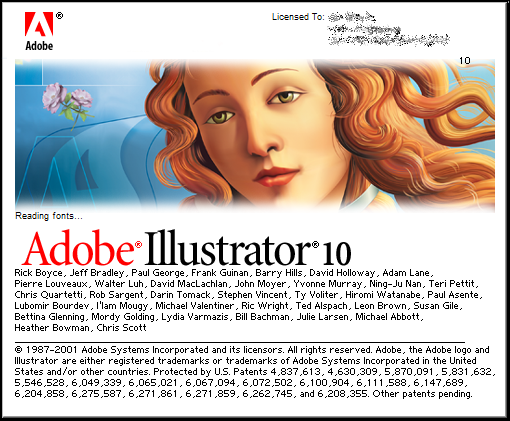 Adobe®
Licensed To:
10
Reading fonts...
Adobe® Illustrator® 10
Rick Boyce, Jeff Bradley, Paul George, Frank Guinan, Barry Hills, David Holloway, Adam Lane,
Pierre Louveaux, Walter Luh, David MacLachlan, John Moyer, Yvonne Murray, Ning-Ju Nan, Teri Pettit,
Chris Quartetti, Rob Sargent, Darin Tomack, Stephen Vincent, Ty Voliter, Hiromi Watanabe, Paul Asente,
Lubomir Bourdev, I'lam Mougy, Michael Valentiner, Ric Wright, Ted Alspach, Leon Brown, Susan Gile,
Bettina Glenning, Mordy Golding, Lydia Varmazis, Bill Bachman, Julie Larsen, Michael Abbott,
Heather Bowman, Chris Scott
© 1987-2001 Adobe Systems Incorporated and its licensors. All rights reserved. Adobe, the Adobe logo and
Illustrator are either registered trademarks or trademarks of Adobe Systems Incorporated in the United
States and/or other countries. Protected by U.S. Patents 4,837,613, 4,630,309, 5,870,091, 5,831,632,
5,546,528, 6,049,339, 6,065,021, 6,067,094, 6,072,502, 6,100,904, 6,111,588, 6,147,689,
6,204,858, 6,275,587, 6,271,861, 6,271,859, 6,262,745, and 6,208,355. Other patents pending.